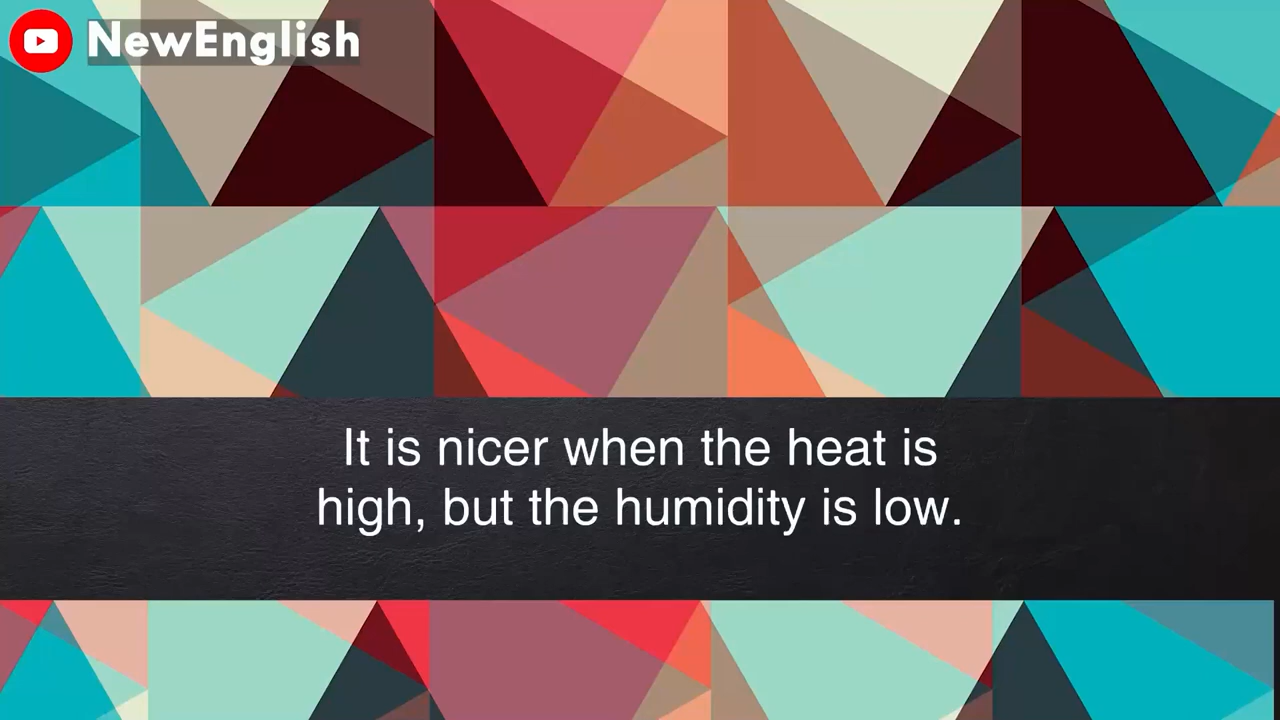 NewEnglish
It is nicer when the heat is
high, but the humidity is low.